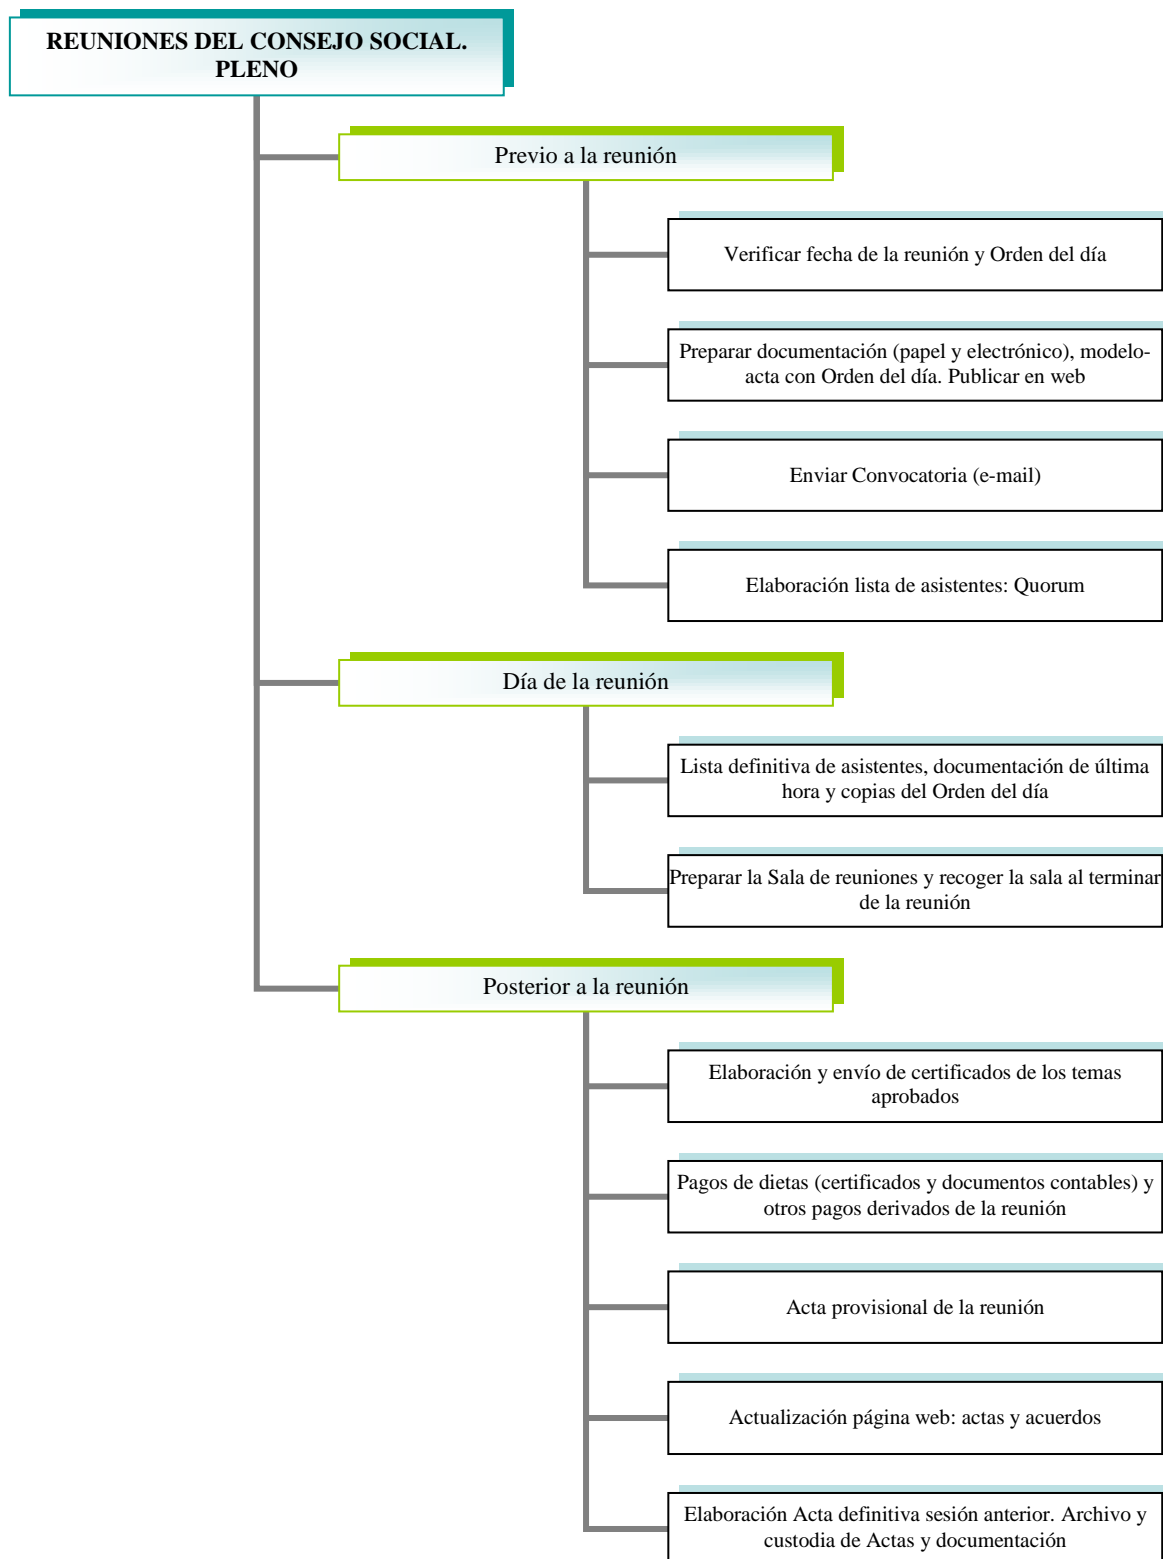 REUNIONES DEL CONSEJO SOCIAL.
PLENO
Previo a la reunión
Verificar fecha de la reunión y Orden del día
Preparar documentación (papel y electrónico), modelo-
acta con Orden del día. Publicar en web
Enviar Convocatoria (e-mail)
Elaboración lista de asistentes: Quorum
Día de la reunión
Lista definitiva de asistentes, documentación de última
hora y copias del Orden del día
Preparar la Sala de reuniones y recoger la sala al terminar
de la reunión
Posterior a la reunión
Elaboración y envío de certificados de los temas
aprobados
Pagos de dietas (certificados y documentos contables) y
otros pagos derivados de la reunión
Acta provisional de la reunión
Actualización página web: actas y acuerdos
Elaboración Acta definitiva sesión anterior. Archivo y
custodia de Actas y documentación